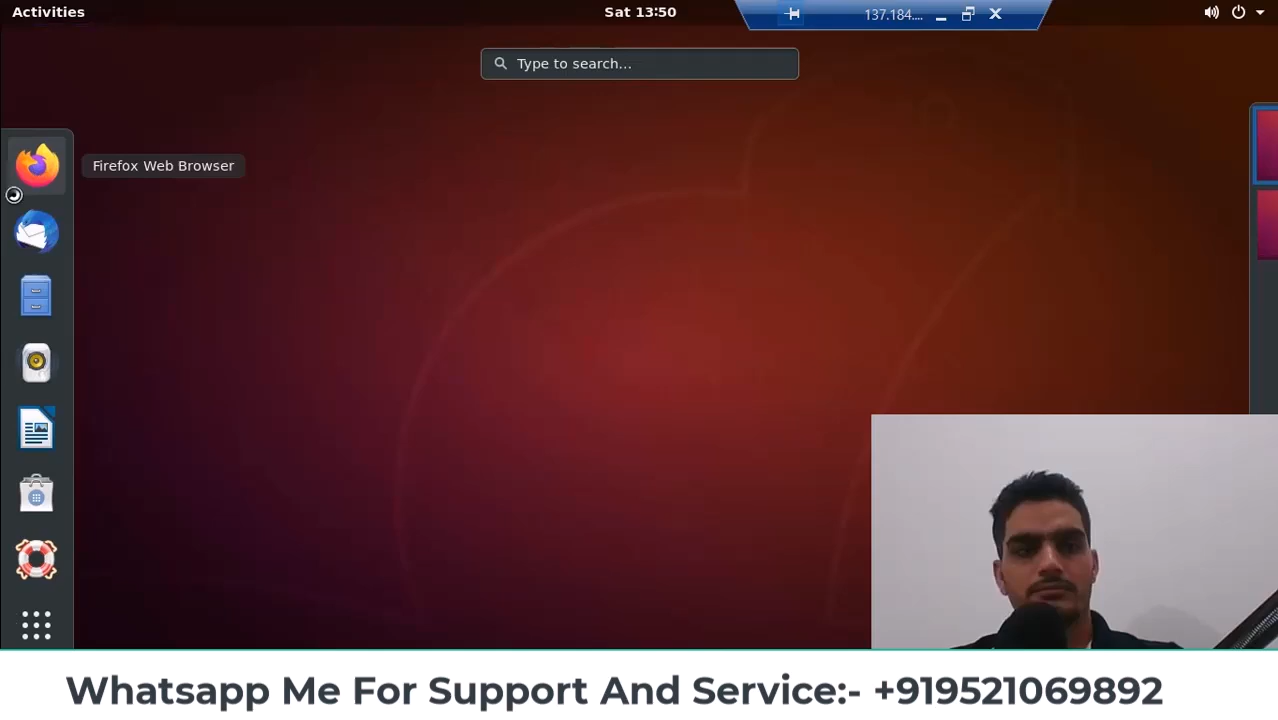 Activities
Sat 13:50
137.184....
Type to search...
Firefox Web Browser
Whatsapp Me For Support And Service:- +919521069892